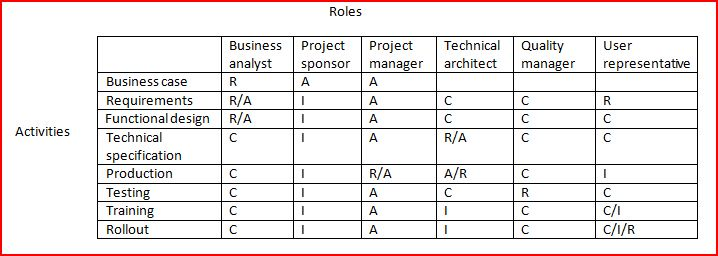 Roles
Business analyst Project sponsor Project manager Technical architect Quality manager User representative
Business case R A A
Requirements R/A I A C C R
Functional design R/A I A C C C
Activities
Technical specification C I A R/A C C
Production C I R/A A/R C I
Testing C I A C R C
Training C I A I C C/I
Rollout C I A I C C/I/R